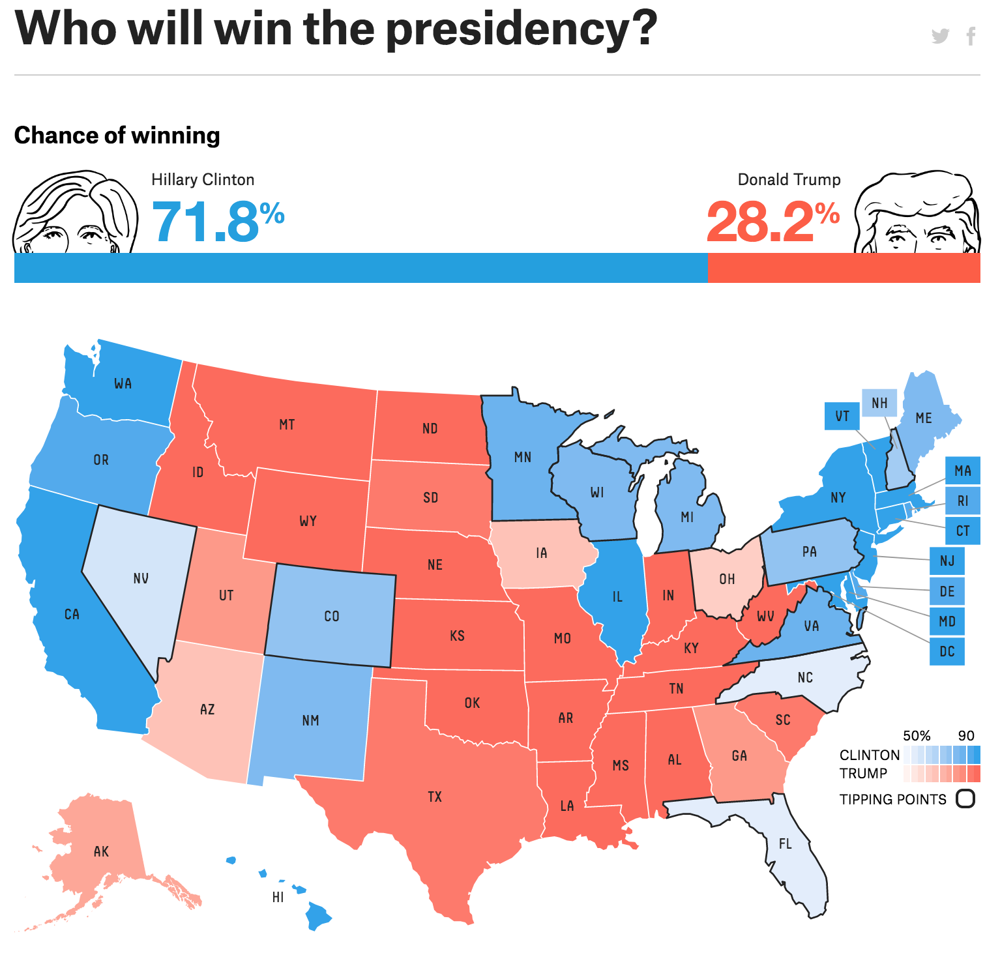 Who will win the presidency?
Chance of winning
Hillary Clinton
71.8%
Donald Trump
28.2%
WA
OR
CA
NV
ID
MT
WY
UT
CO
AZ
NM
ND
SD
NE
KS
OK
TX
MN
IA
MO
AR
LA
WI
IL
MI
IN
OH
KY
TN
MS
AL
GA
FL
SC
NC
VA
WV
PA
NY
VT
NH
ME
MA
RI
CT
NJ
DE
MD
DC
AK
HI
50% 90
CLINTON
TRUMP
TIPPING POINTS